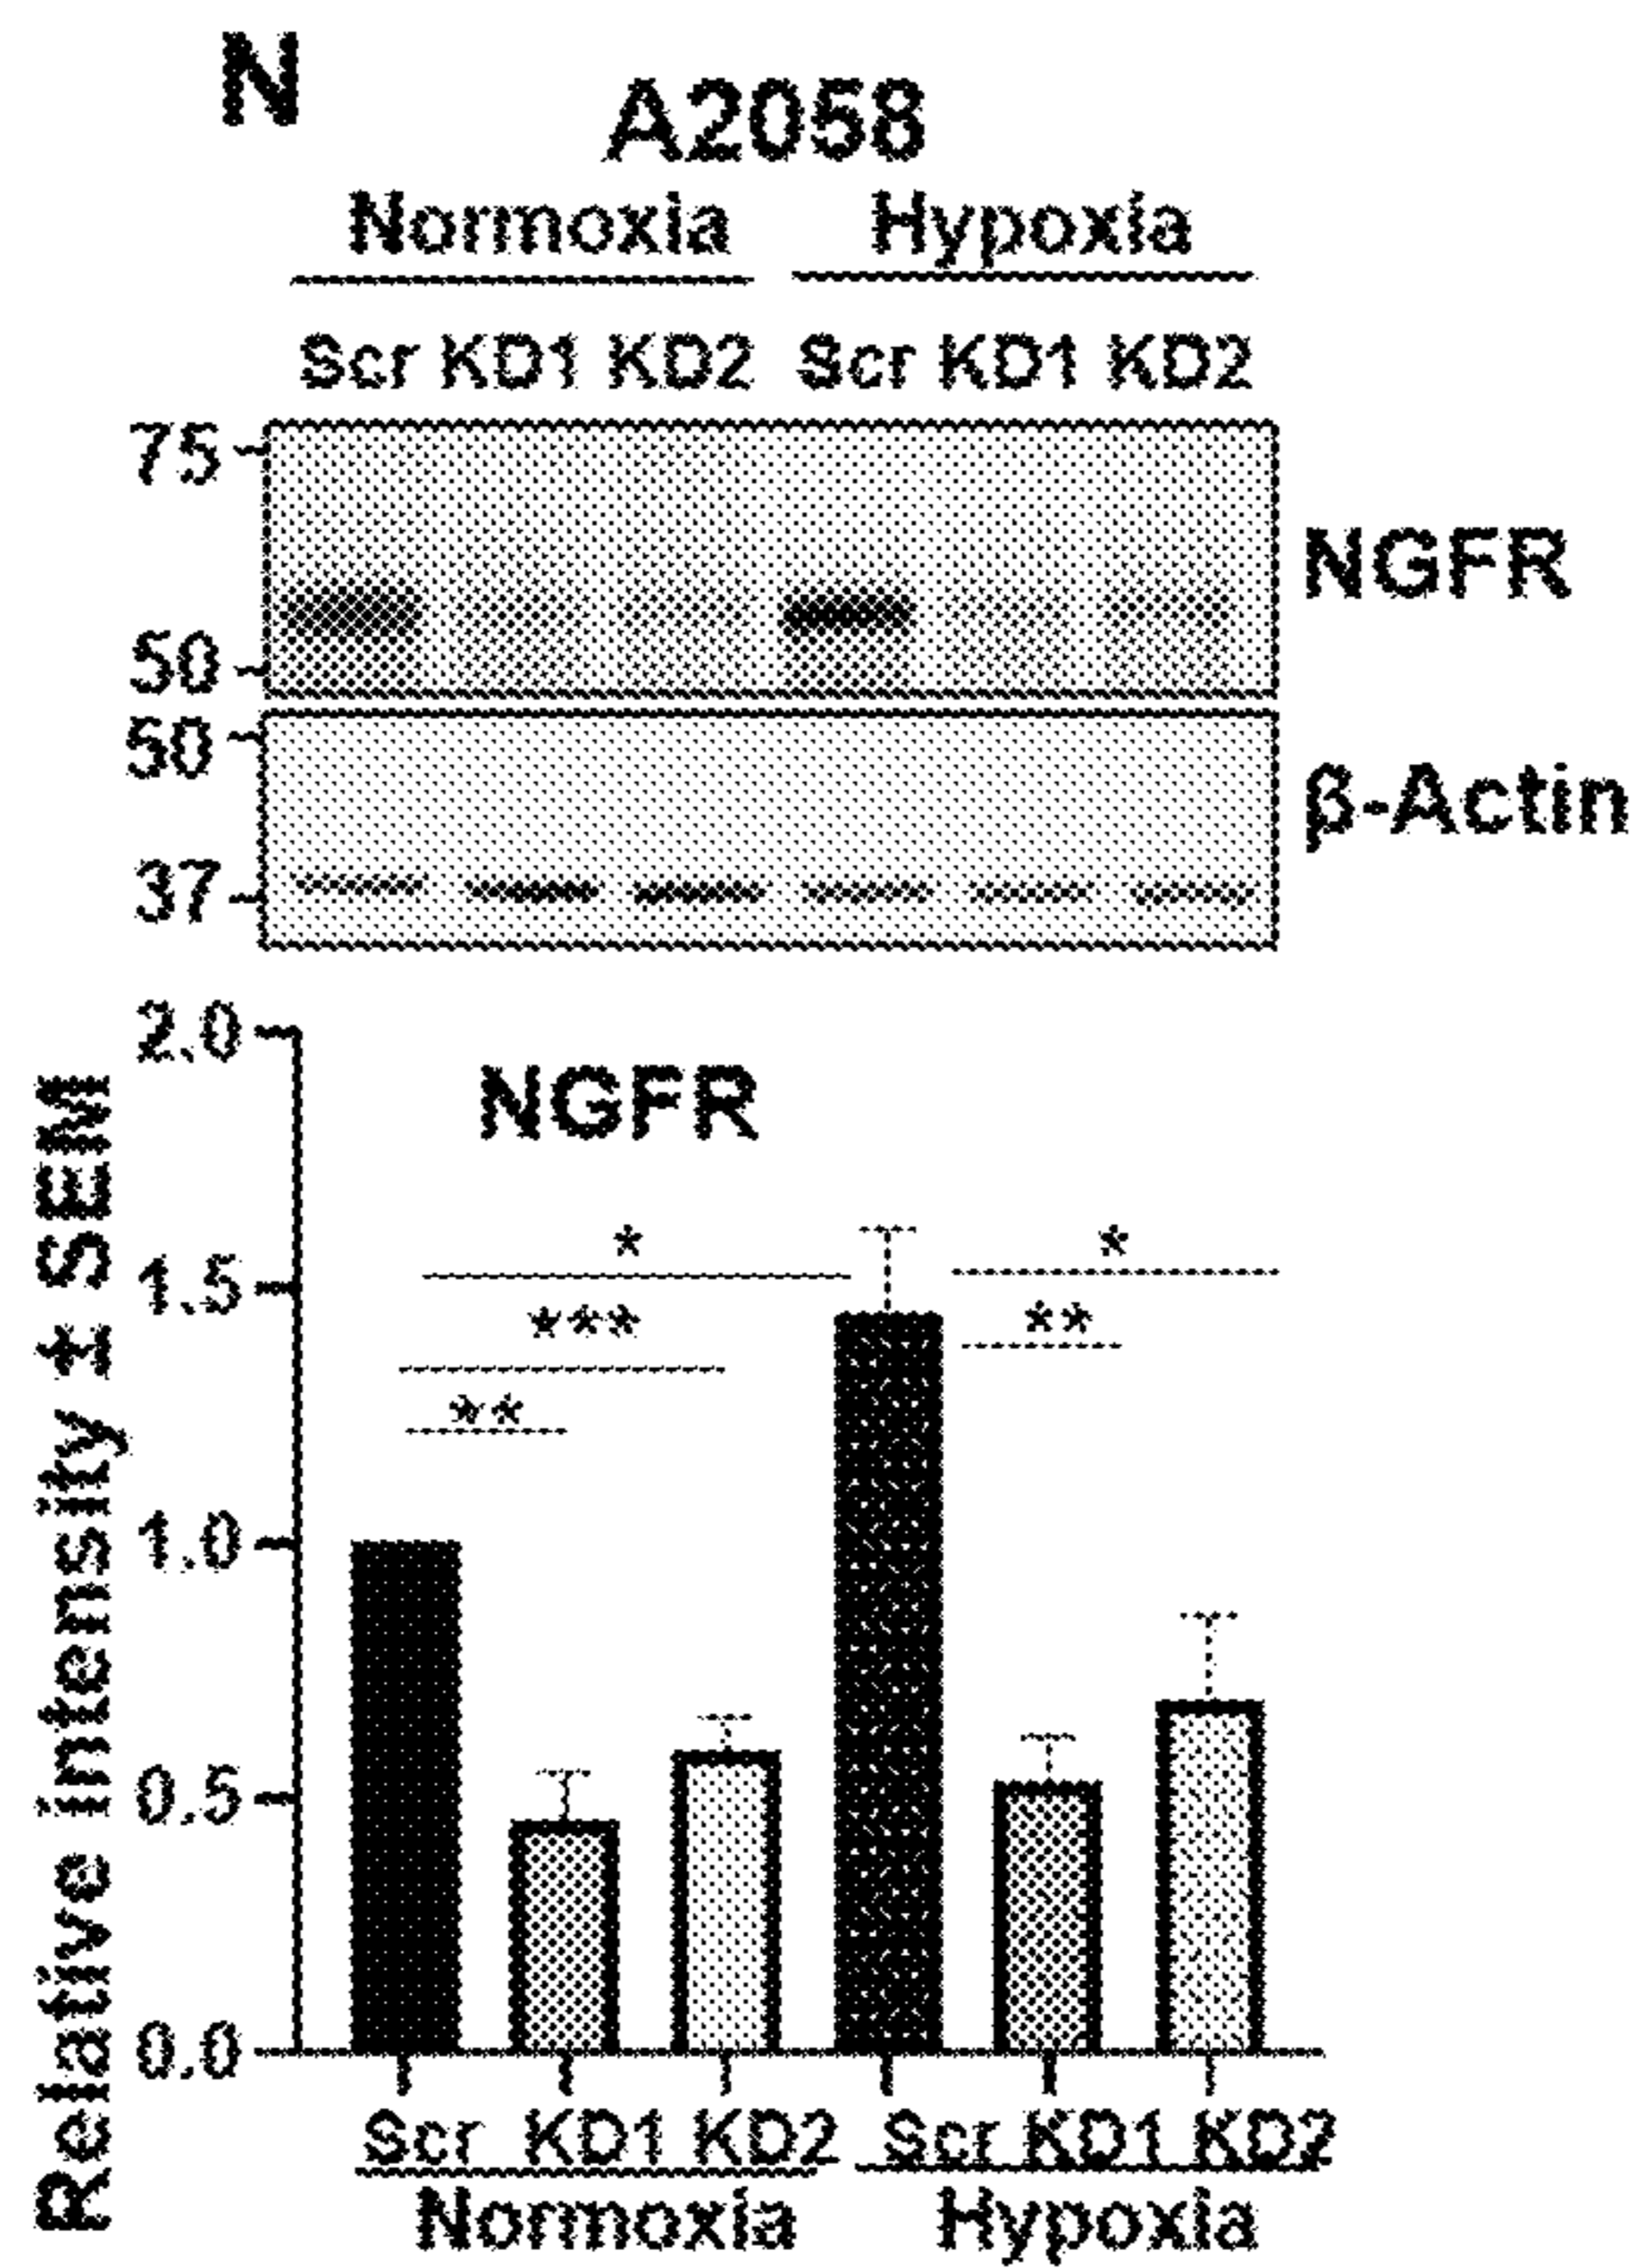 N
A2058
Normoxia Hypoxia
Scr KD1 KD2 Scr KD1 KD2
75
NGFR
50
50
β-Actin
37
Relative intensity ± SEM
2.0
NGFR
* *
1.5
*** **
**
1.0
0.5
0.0
Scr KD1 KD2 Scr KD1 KD2
Normoxia Hypoxia